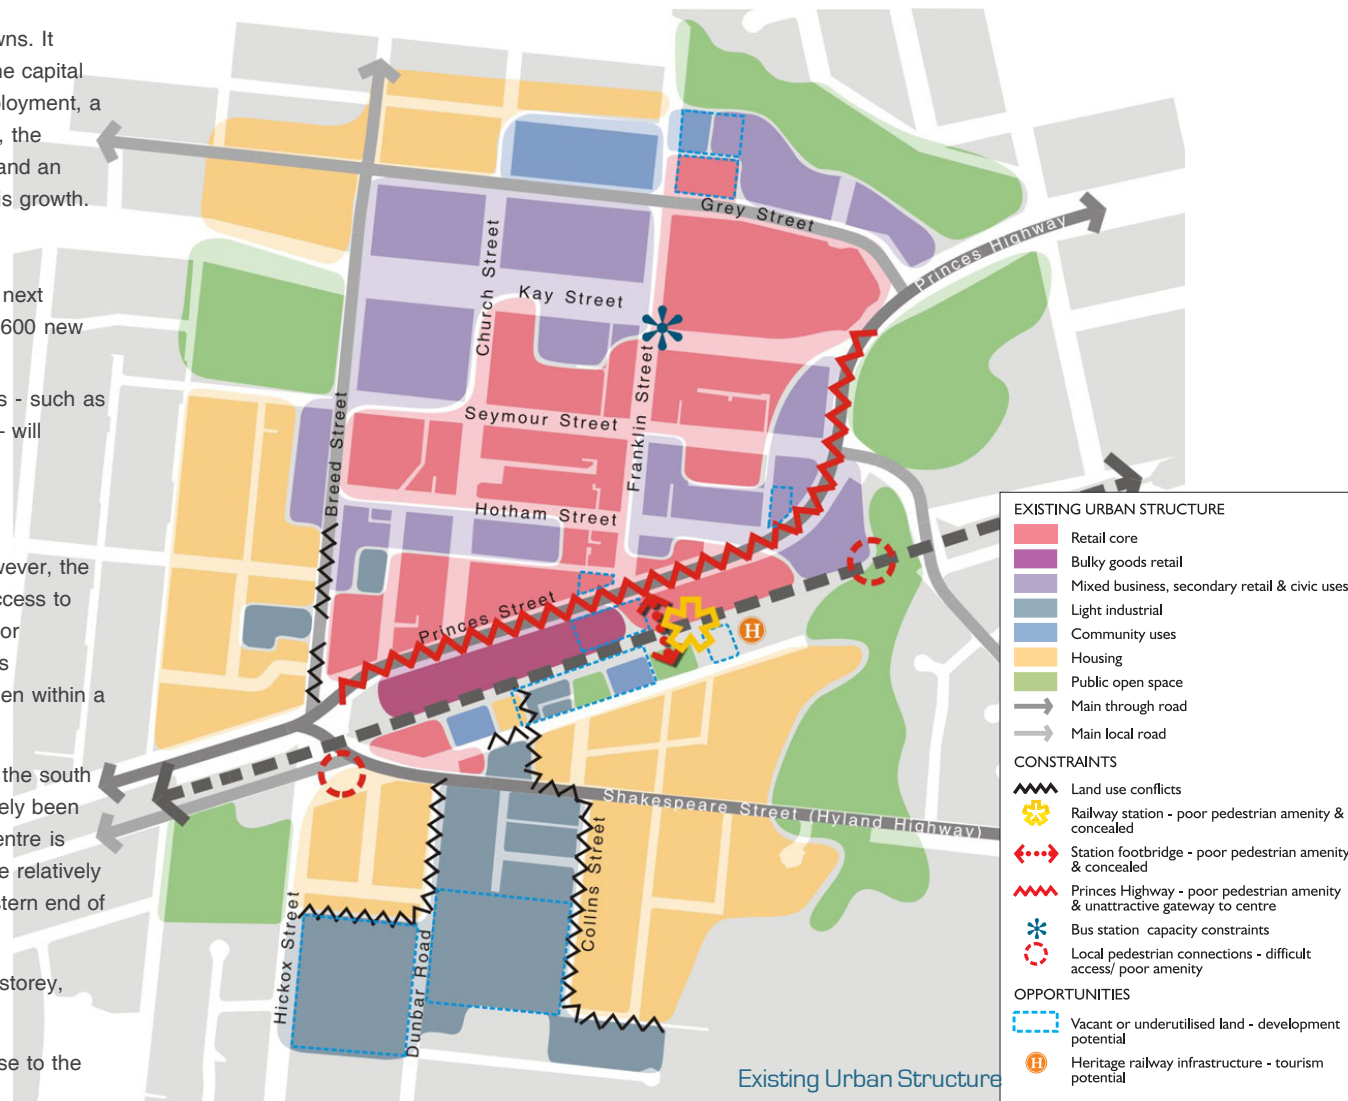 wns. It
ne capital
ployment, a
, the
and an
is growth.
next
600 new
s - such as
- will
wever, the
ccess to
or
s
en within a
the south
ely been
entre is
e relatively
stern end of
storey,
se to the
Grey Street
Princes Highway
Church Street
Kay Street
Franklin Street
Seymour Street
Breed Street
Hotham Street
Princes Street
H
Shakespeare Street (Hyland Highway)
Collins Street
Hickox Street
Dunbar Road
Existing Urban Structure
EXISTING URBAN STRUCTURE
Retail core
Bulky goods retail
Mixed business, secondary retail & civic uses
Light industrial
Community uses
Housing
Public open space
Main through road
Main local road
CONSTRAINTS
Land use conflicts
Railway station - poor pedestrian amenity &
concealed
Station footbridge - poor pedestrian amenity
& concealed
Princes Highway - poor pedestrian amenity
& unattractive gateway to centre
Bus station capacity constraints
Local pedestrian connections - difficult
access/ poor amenity
OPPORTUNITIES
Vacant or underutilised land - development
potential
H
Heritage railway infrastructure - tourism
potential